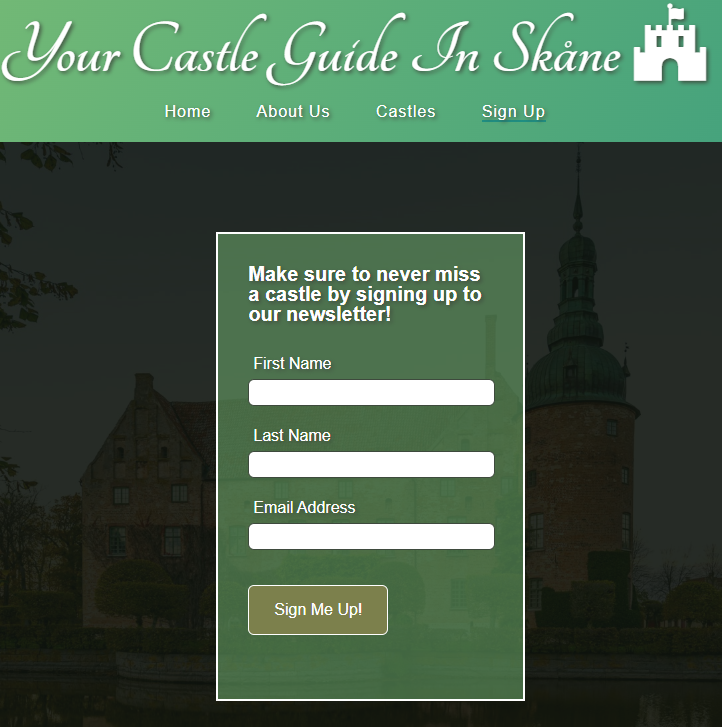 Your Castle Guide In Skåne
Home About Us Castles Sign Up
Make sure to never miss
a castle by signing up to
our newsletter!
First Name
Last Name
Email Address
Sign Me Up!